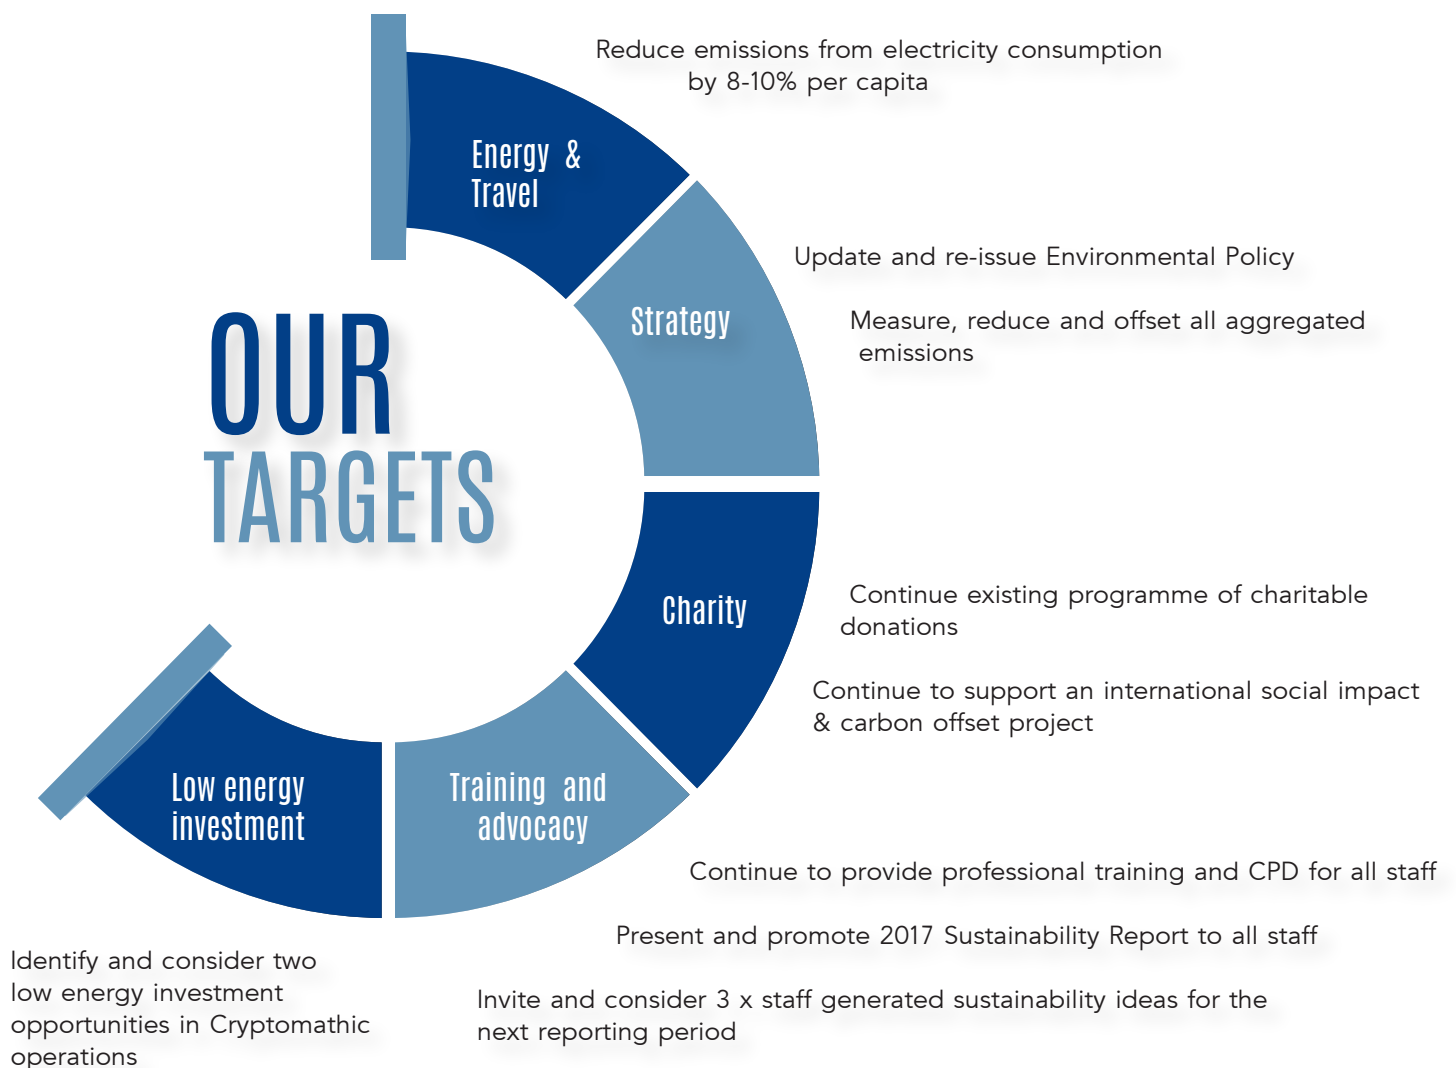 Reduce emissions from electricity consumption
by 8-10% per capita
Energy &
Travel
Update and re-issue Environmental Policy
Strategy
Measure, reduce and offset all aggregated
emissions
OUR
TARGETS
Charity
Continue existing programme of charitable
donations
Continue to support an international social impact
& carbon offset project
Low energy
investment
Training and
advocacy
Continue to provide professional training and CPD for all staff
Present and promote 2017 Sustainability Report to all staff
Invite and consider 3 x staff generated sustainability ideas for the
next reporting period
Identify and consider two
low energy investment
opportunities in Cryptomathic
operations